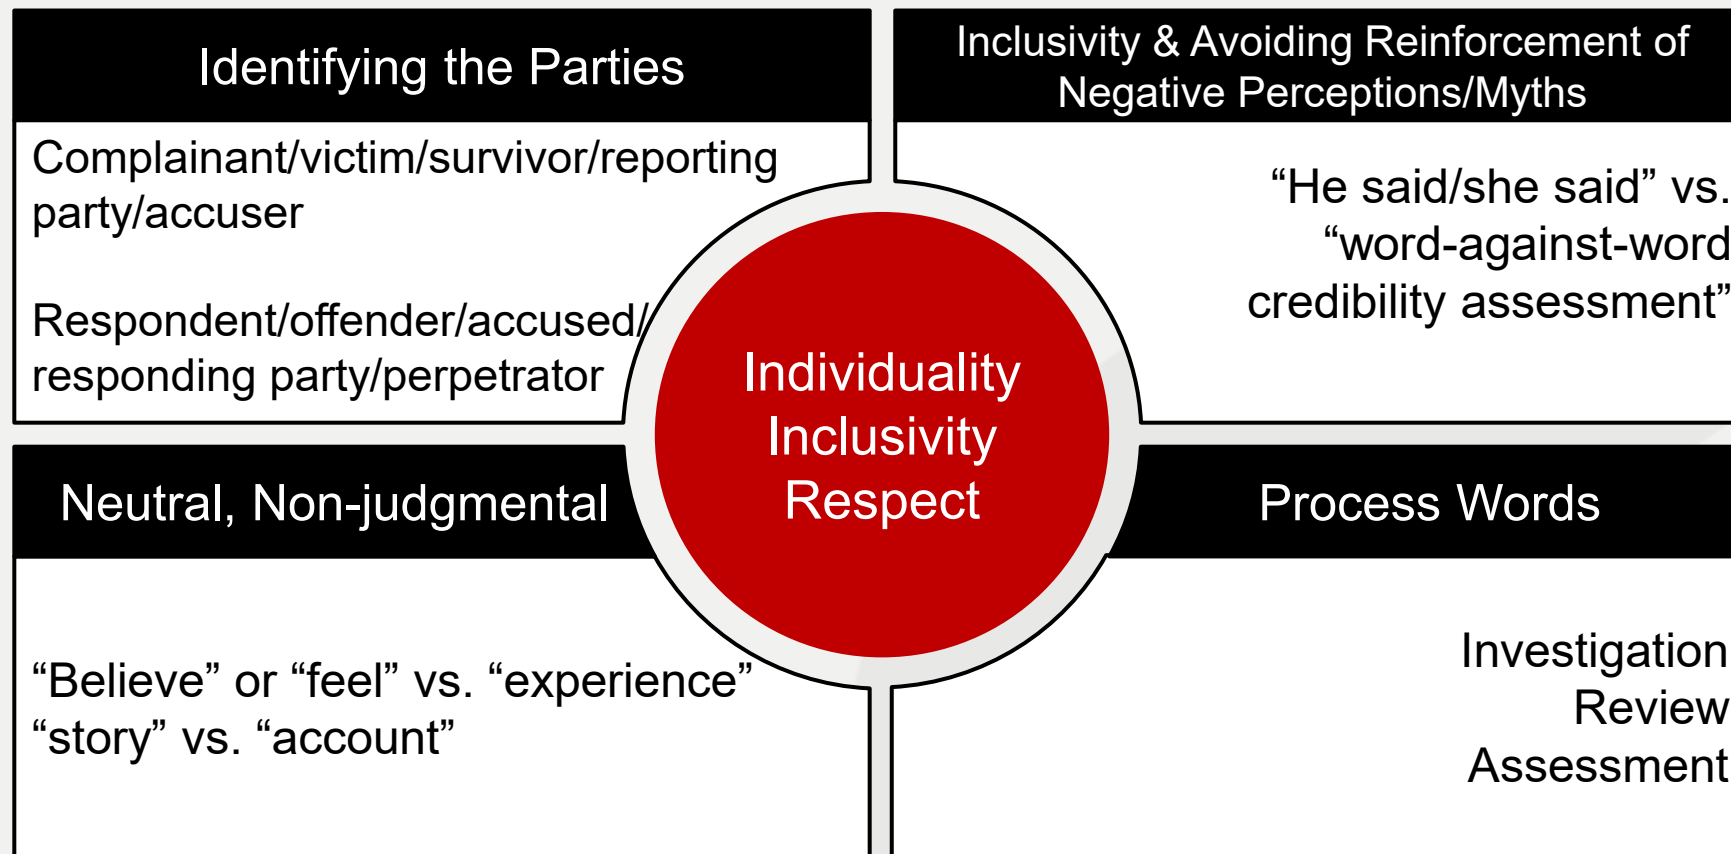 Identifying the Parties
Complainant/victim/survivor/reporting
party/accuser
Respondent/offender/accused/
responding party/perpetrator
Inclusivity & Avoiding Reinforcement of
Negative Perceptions/Myths
“He said/she said” vs.
“word-against-word
credibility assessment”
Individuality
Inclusivity
Respect
Neutral, Non-judgmental
“Believe” or “feel” vs. “experience”
“story” vs. “account”
Process Words
Investigation
Review
Assessment